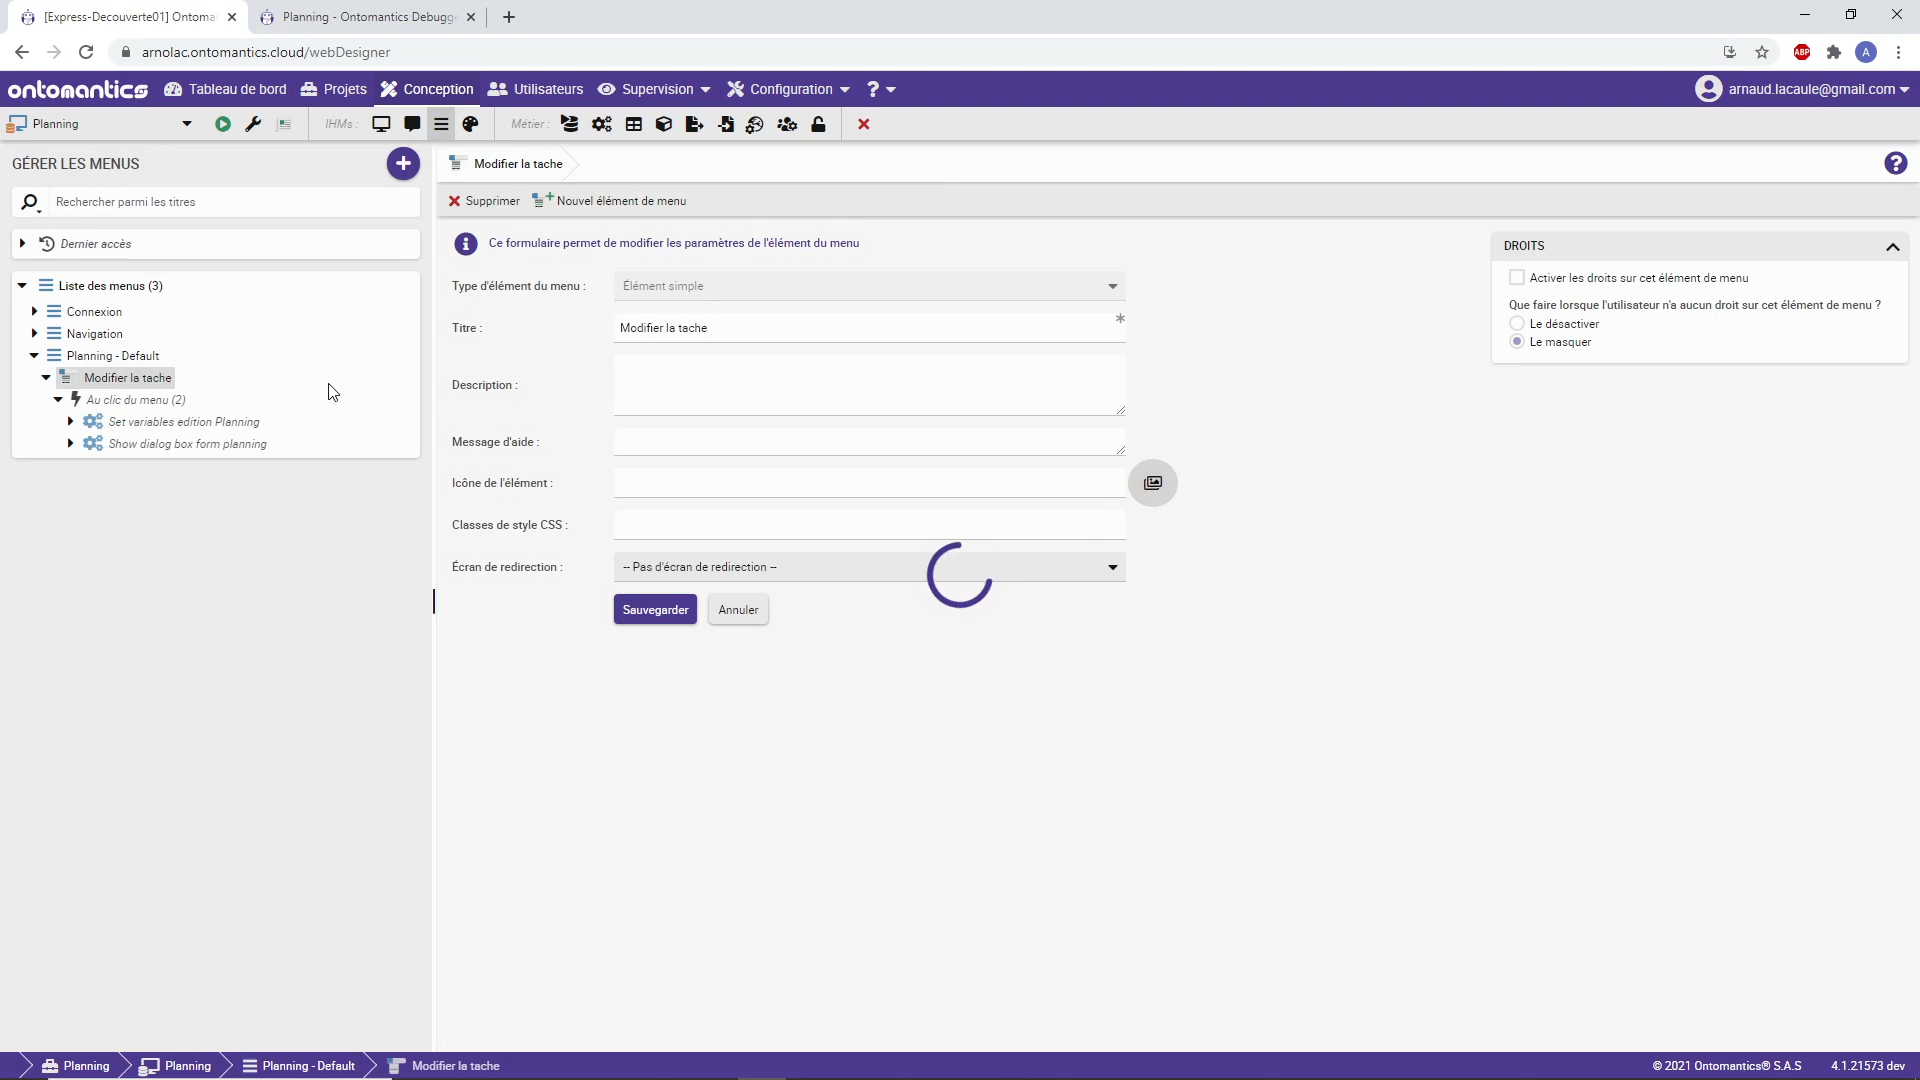 [Express-Decouverte01] Ontoma
Planning - Ontomantics Debugge
arnolac.ontomantics.cloud/webDesigner
ABP
A
ontomantics
Tableau de bord
Projets
Conception
Utilisateurs
Supervision
Configuration
?
arnaud.lacaule@gmail.com
Planning
IHMs :
Métier :
GÉRER LES MENUS
Modifier la tache
Rechercher parmi les titres
Supprimer
Nouvel élément de menu
Dernier accès
Ce formulaire permet de modifier les paramètres de l'élément du menu
DROITS
Liste des menus (3)
Type d'élément du menu :
Élément simple
Activer les droits sur cet élément de menu
Connexion
Que faire lorsque l'utilisateur n'a aucun droit sur cet élément de menu ?
Navigation
Titre :
Modifier la tache
*
Le désactiver
Planning - Default
Le masquer
Modifier la tache
Description :
Au clic du menu (2)
Set variables edition Planning
Show dialog box form planning
Message d'aide :
Icône de l'élément :
Classes de style CSS :
Écran de redirection :
-- Pas d'écran de redirection --
Sauvegarder
Annuler
Planning
Planning
Planning - Default
Modifier la tache
© 2021 Ontomantics® S.A.S
4.1.21573 dev